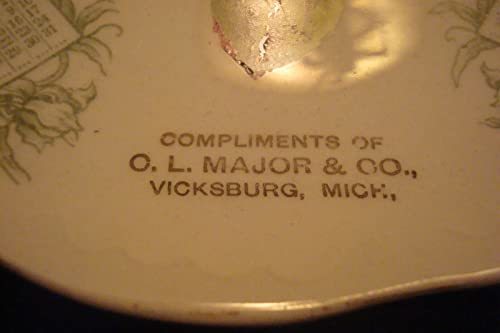 COMPLIMENTS OF
C. L. MAJOR & CO.,
VICKSBURG, MICH,